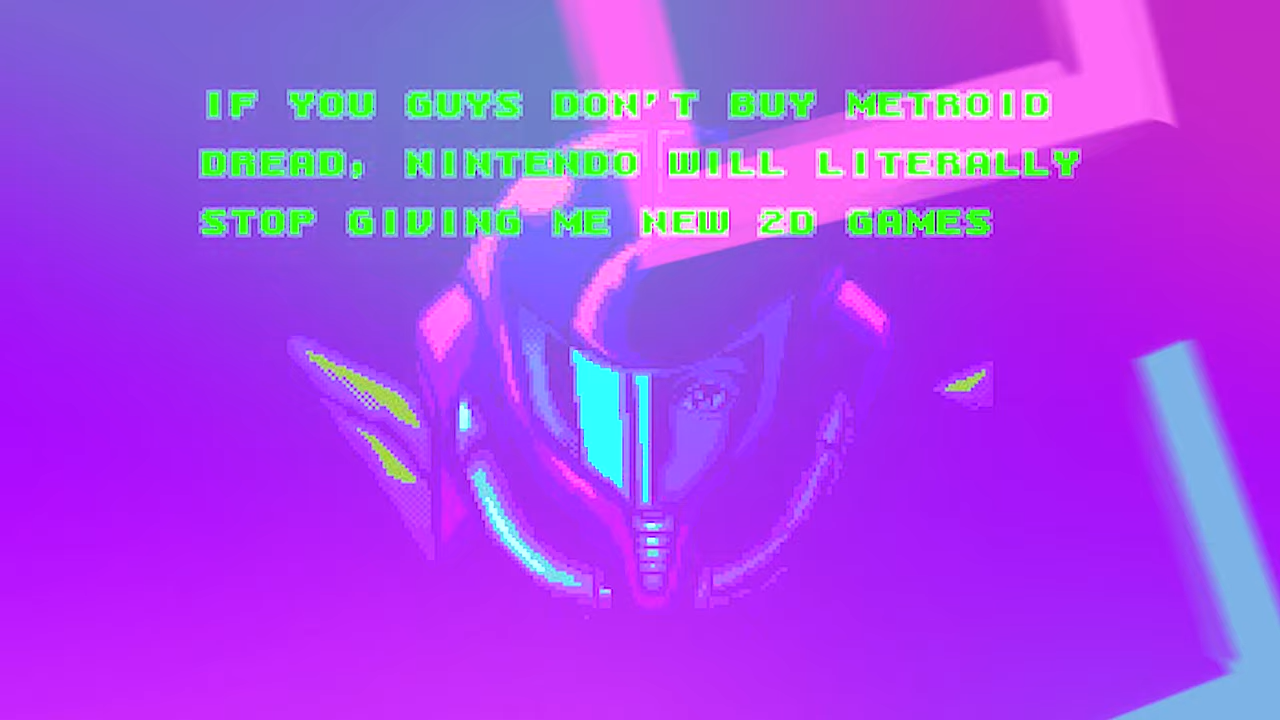 IF YOU GUYS DON'T BUY METROID
DREAD, NINTENDO WILL LITERALLY
STOP GIVING ME NEW 2D GAMES